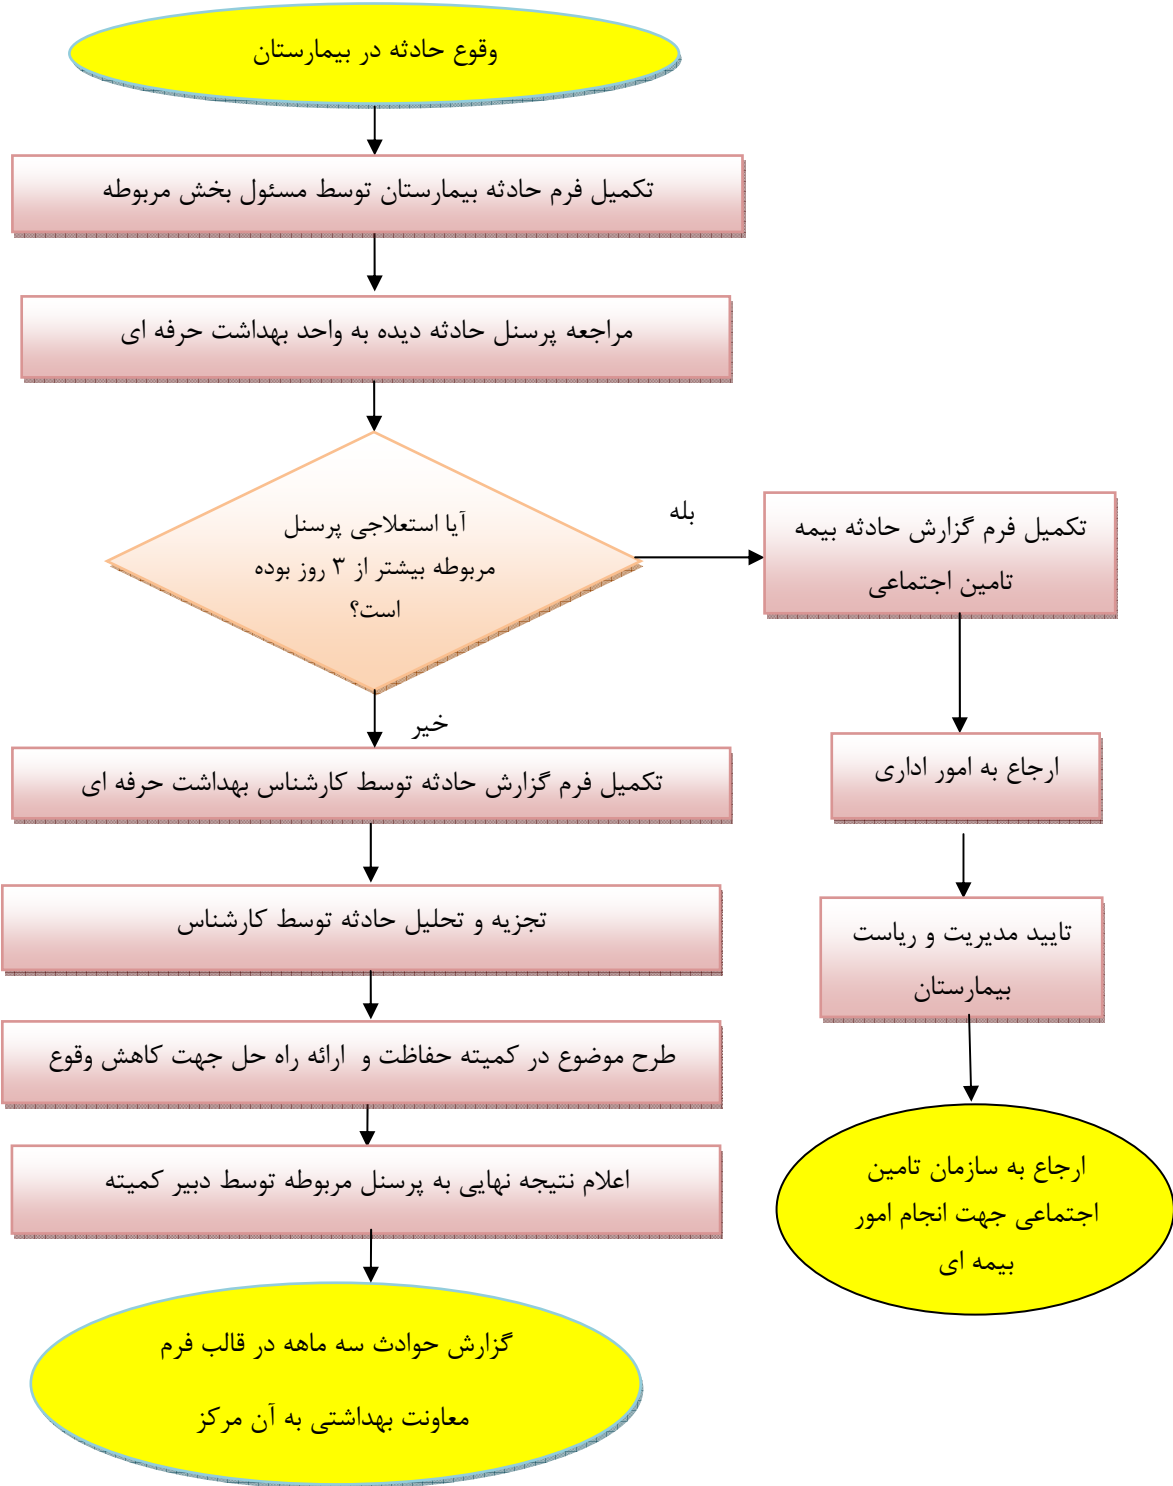 وقوع حادثه در بیمارستان
تکمیل فرم حادثه بیمارستان توسط مسئول بخش مربوطه
مراجعه پرسنل حادثه دیده به واحد بهداشت حرفه ای
آیا استعلاجی پرسنل
مربوطه بیشتر از ۳ روز بوده
است؟
بله
تکمیل فرم گزارش حادثه بیمه
تامین اجتماعی
ارجاع به امور اداری
تایید مدیریت و ریاست
بیمارستان
ارجاع به سازمان تامین
اجتماعی جهت انجام امور
بیمه ای
خیر
تکمیل فرم گزارش حادثه توسط کارشناس بهداشت حرفه ای
تجزیه و تحلیل حادثه توسط کارشناس
طرح موضوع در کمیته حفاظت و ارائه راه حل جهت کاهش وقوع
اعلام نتیجه نهایی به پرسنل مربوطه توسط دبیر کمیته
گزارش حوادث سه ماهه در قالب فرم
معاونت بهداشتی به آن مرکز